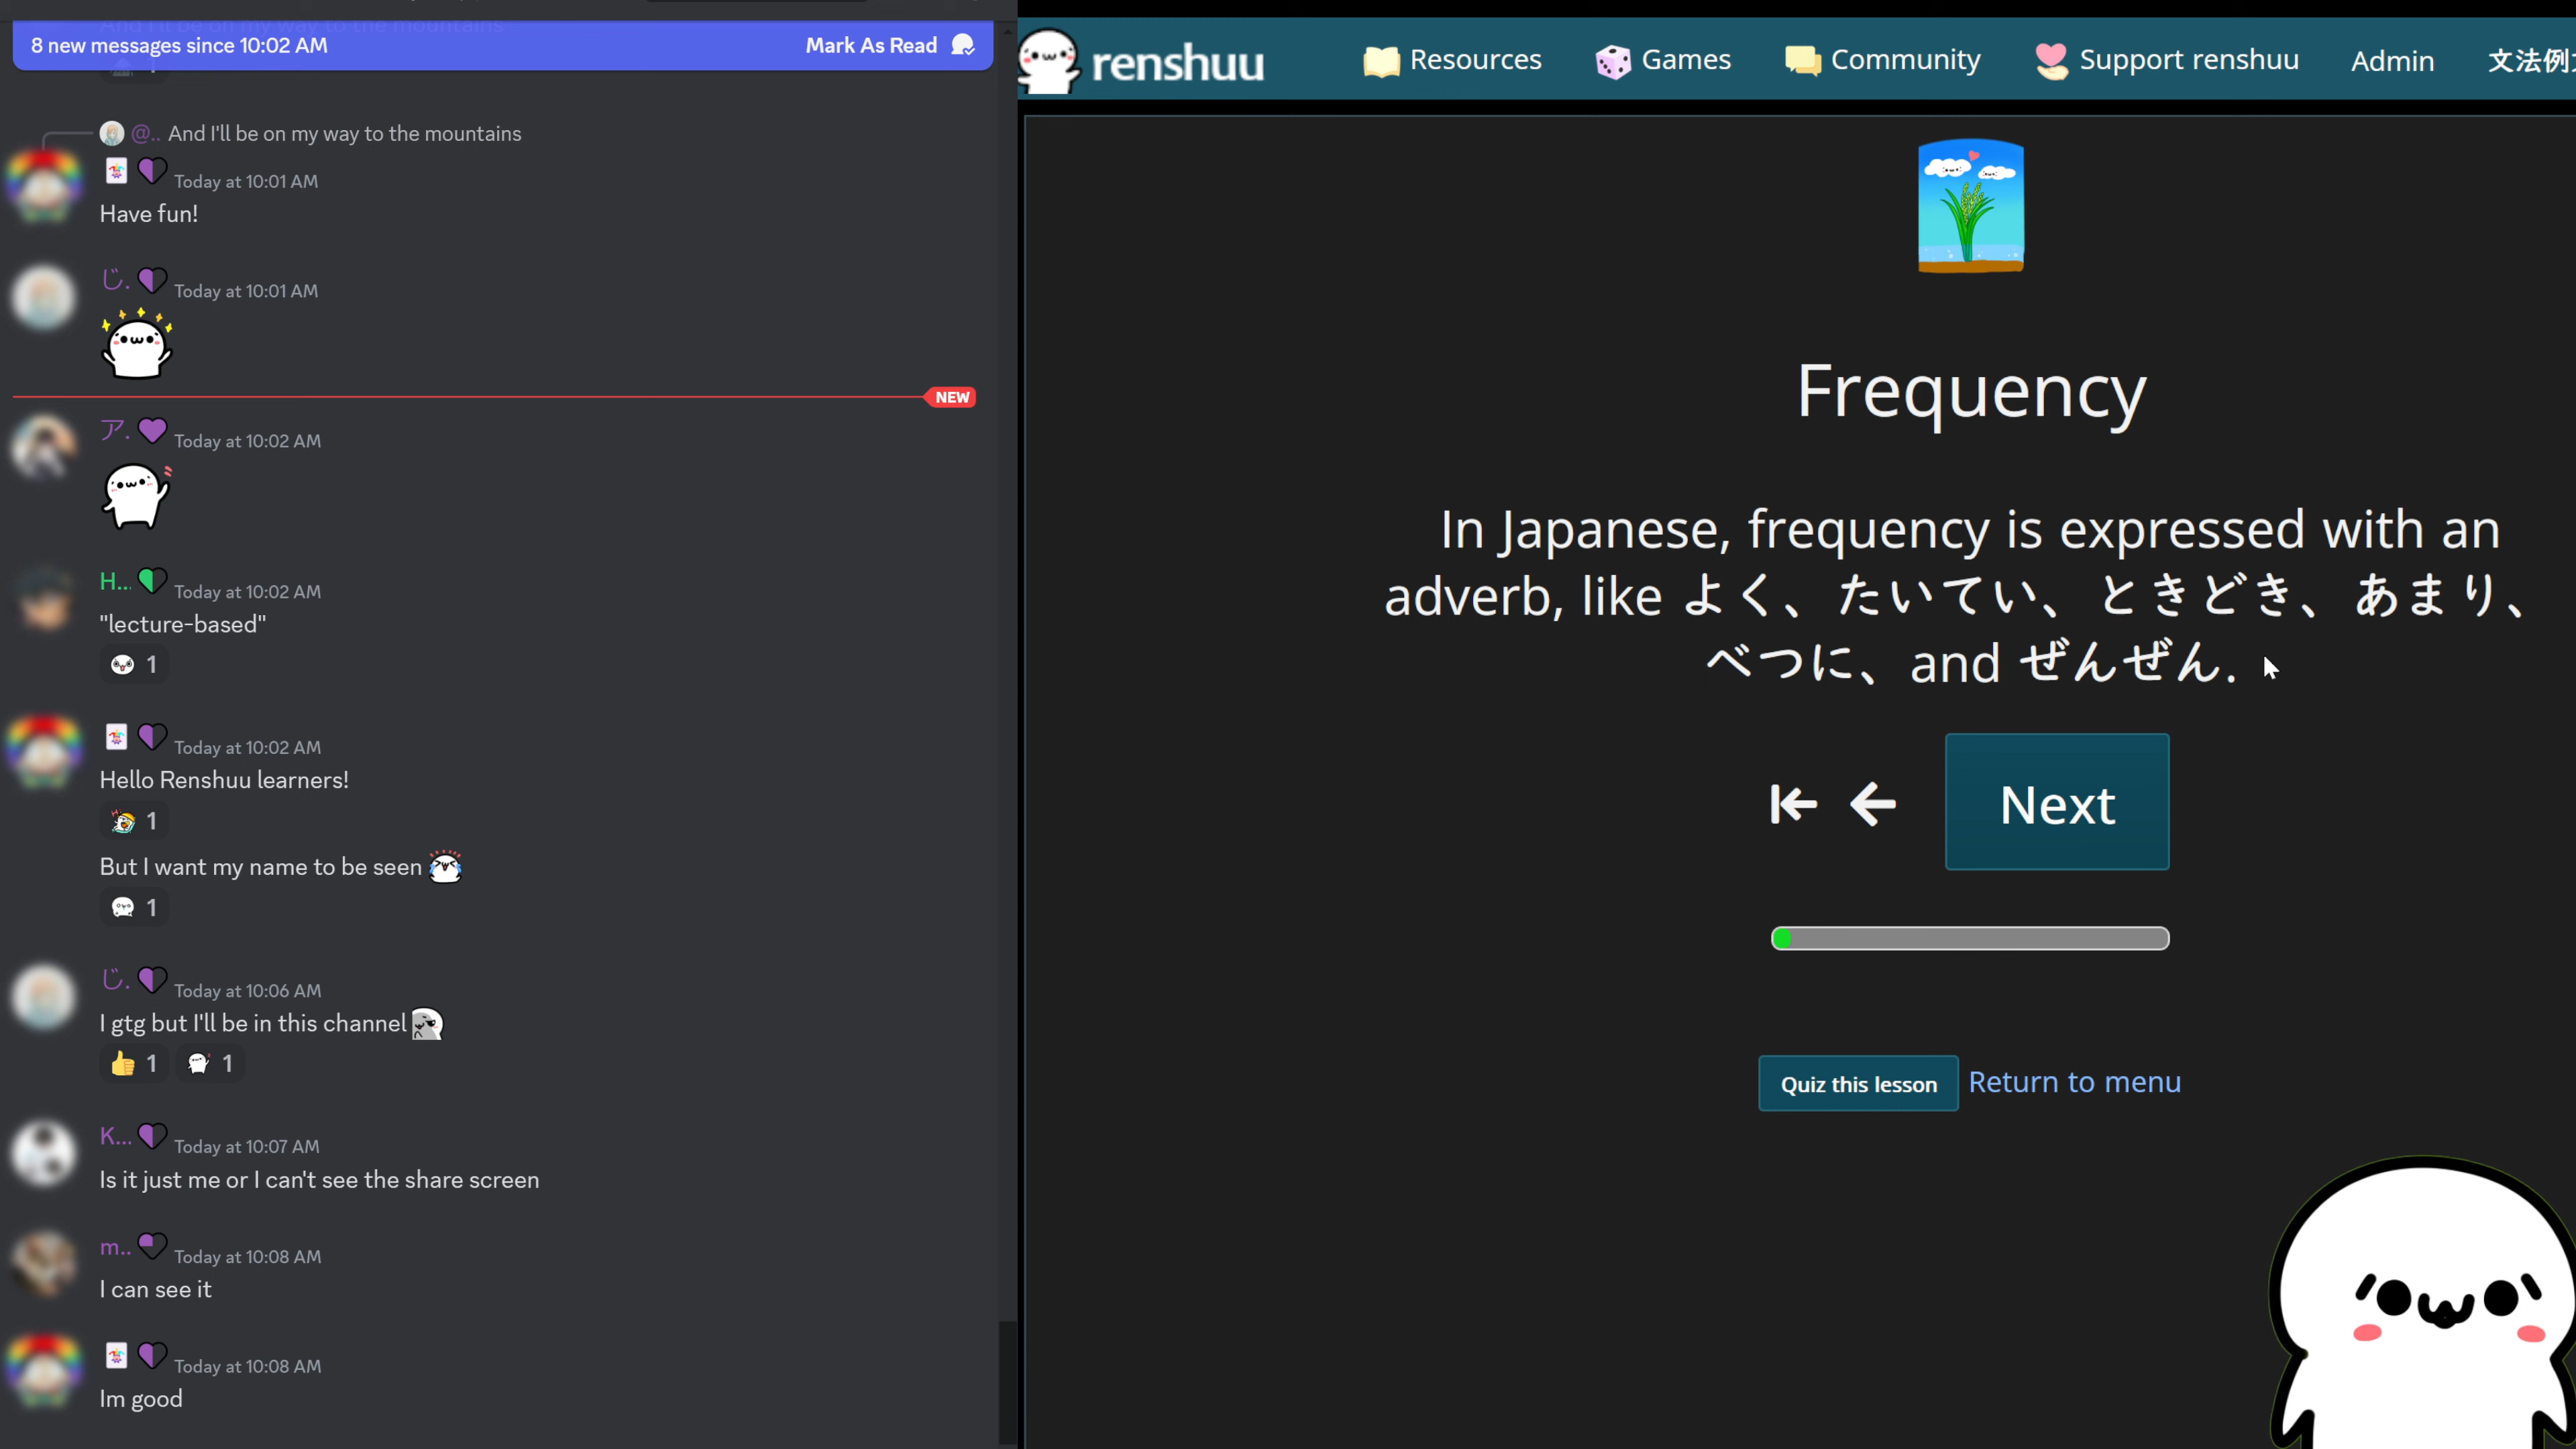 8 new messages since 10:02 AM
Mark As Read
@.. And I'll be on my way to the mountains
Today at 10:01 AM
Have fun!
じ. Today at 10:01 AM
NEW
ア. Today at 10:02 AM
H... Today at 10:02 AM
"lecture-based"
1
Today at 10:02 AM
Hello Renshuu learners!
1
But I want my name to be seen
1
じ. Today at 10:06 AM
I gtg but I'll be in this channel
1 1
K... Today at 10:07 AM
Is it just me or I can't see the share screen
m.. Today at 10:08 AM
I can see it
Today at 10:08 AM
Im good
renshuu
Resources
Games
Community
Support renshuu
Admin
文法例
Frequency
In Japanese, frequency is expressed with an
adverb, like よく、たいてい、ときどき、あまり、
べつに、and ぜんぜん.
Next
Quiz this lesson
Return to menu